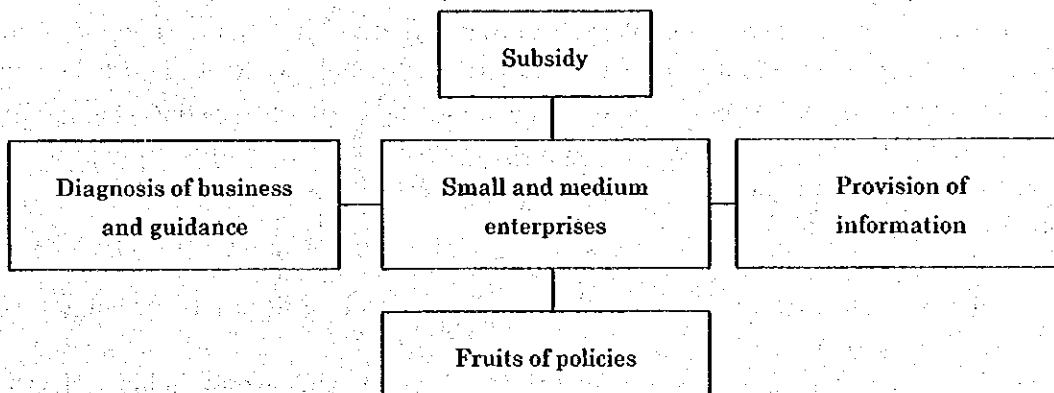 Subsidy
Diagnosis of business
and guidance
Small and medium
enterprises
Provision of
information
Fruits of policies